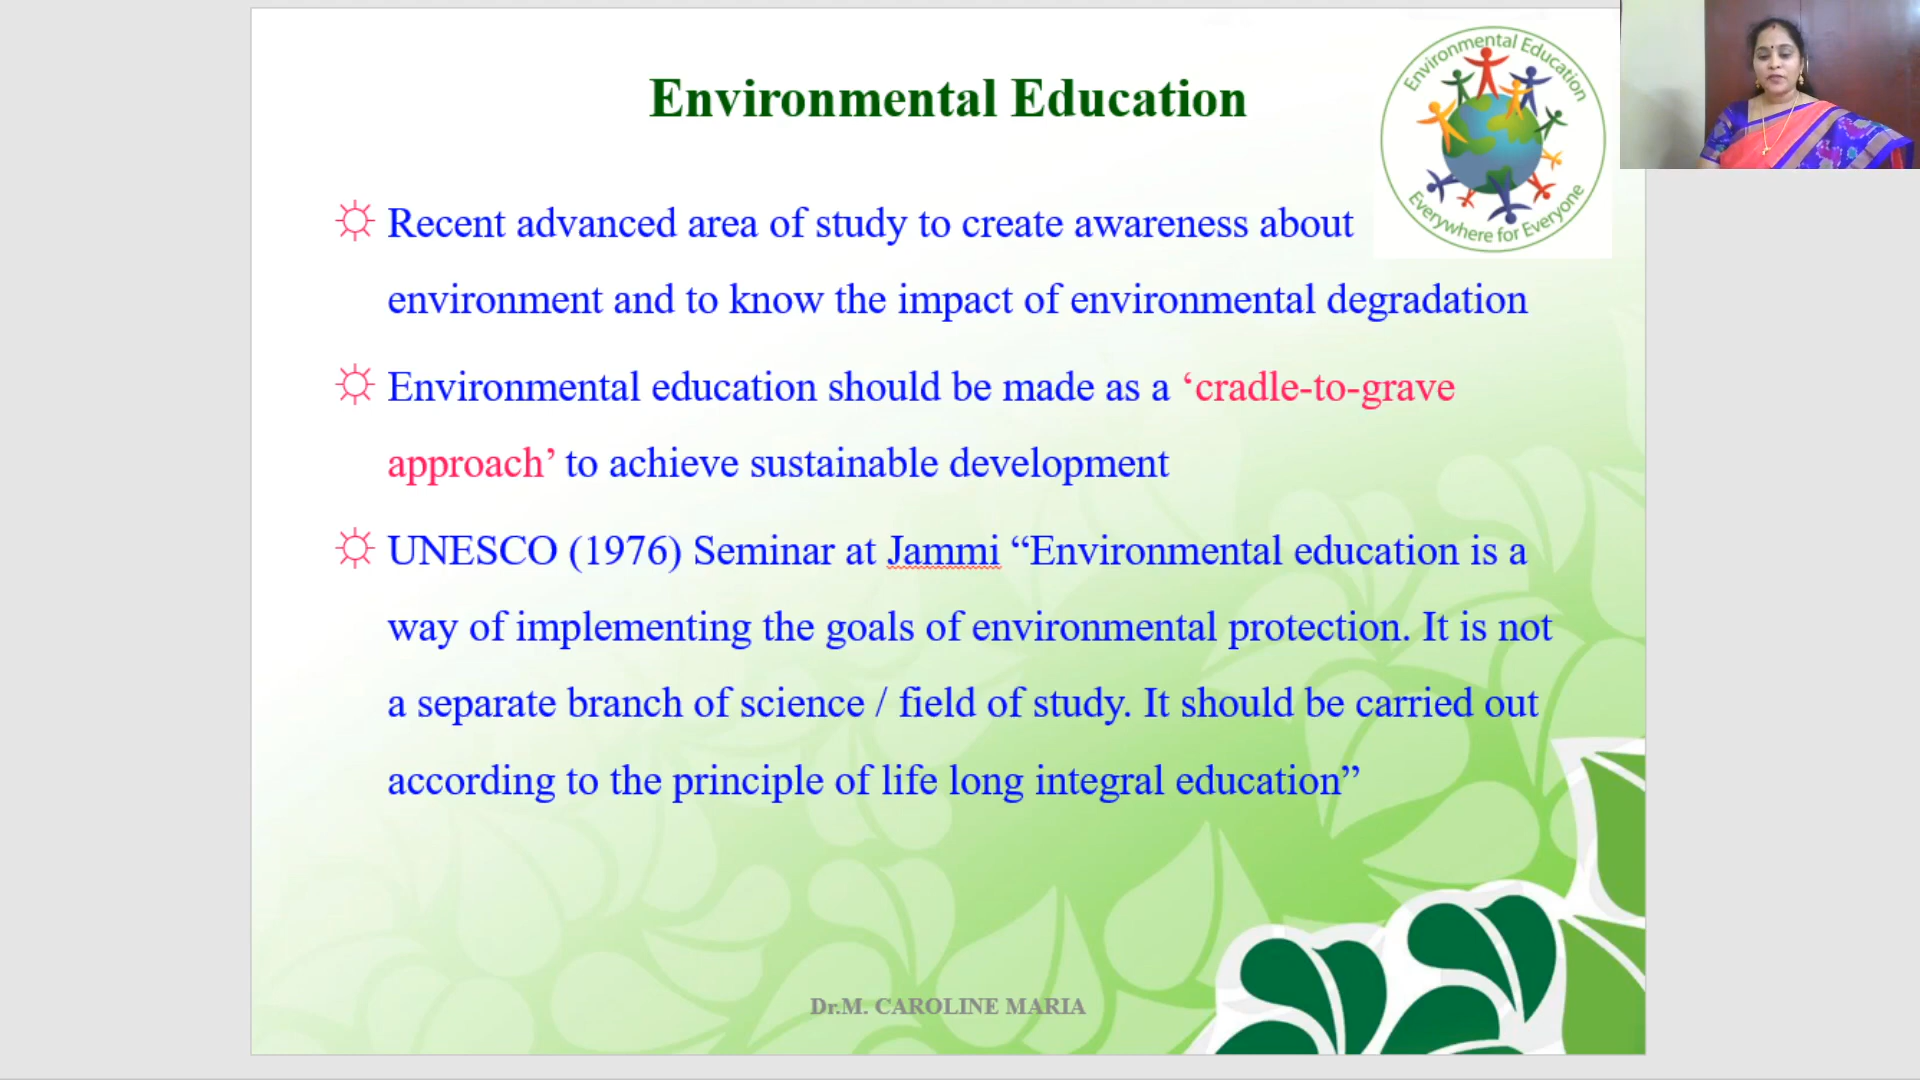 Environmental Education
Environmental Education
Everywhere for Everyone
Recent advanced area of study to create awareness about
environment and to know the impact of environmental degradation
Environmental education should be made as a ‘cradle-to-grave
approach’ to achieve sustainable development
UNESCO (1976) Seminar at Jammi “Environmental education is a
way of implementing the goals of environmental protection. It is not
a separate branch of science / field of study. It should be carried out
according to the principle of life long integral education”
Dr.M. CAROLINE MARIA